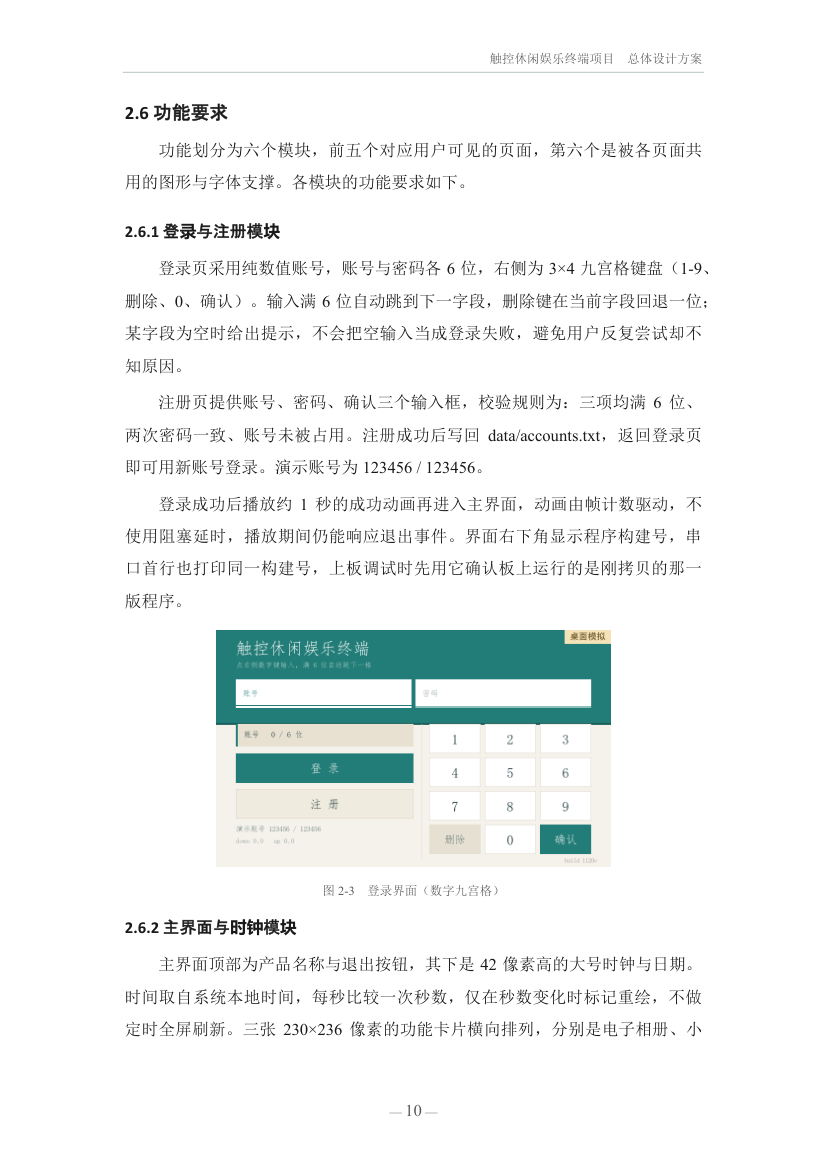 触控休闲娱乐终端项目　总体设计方案
2.6 功能要求
功能划分为六个模块，前五个对应用户可见的页面，第六个是被各页面共
用的图形与字体支撑。各模块的功能要求如下。
2.6.1 登录与注册模块
登录页采用纯数值账号，账号与密码各 6 位，右侧为 3×4 九宫格键盘（1-9、
删除、0、确认）。输入满 6 位自动跳到下一字段，删除键在当前字段回退一位；
某字段为空时给出提示，不会把空输入当成登录失败，避免用户反复尝试却不
知原因。
注册页提供账号、密码、确认三个输入框，校验规则为：三项均满 6 位、
两次密码一致、账号未被占用。注册成功后写回 data/accounts.txt，返回登录页
即可用新账号登录。演示账号为 123456 / 123456。
登录成功后播放约 1 秒的成功动画再进入主界面，动画由帧计数驱动，不
使用阻塞延时，播放期间仍能响应退出事件。界面右下角显示程序构建号，串
口首行也打印同一构建号，上板调试时先用它确认板上运行的是刚拷贝的那一
版程序。
桌面模拟
触控休闲娱乐终端
点右侧数字键输入，满 6 位自动跳下一格
账号
密码
账号 0 / 6 位
1 2 3
登 录
4 5 6
注 册
7 8 9
演示账号 123456 / 123456
删除 0 确认
down 0,0 up 0,0
图 2-3　登录界面（数字九宫格）
2.6.2 主界面与时钟模块
主界面顶部为产品名称与退出按钮，其下是 42 像素高的大号时钟与日期。
时间取自系统本地时间，每秒比较一次秒数，仅在秒数变化时标记重绘，不做
定时全屏刷新。三张 230×236 像素的功能卡片横向排列，分别是电子相册、小
— 10 —